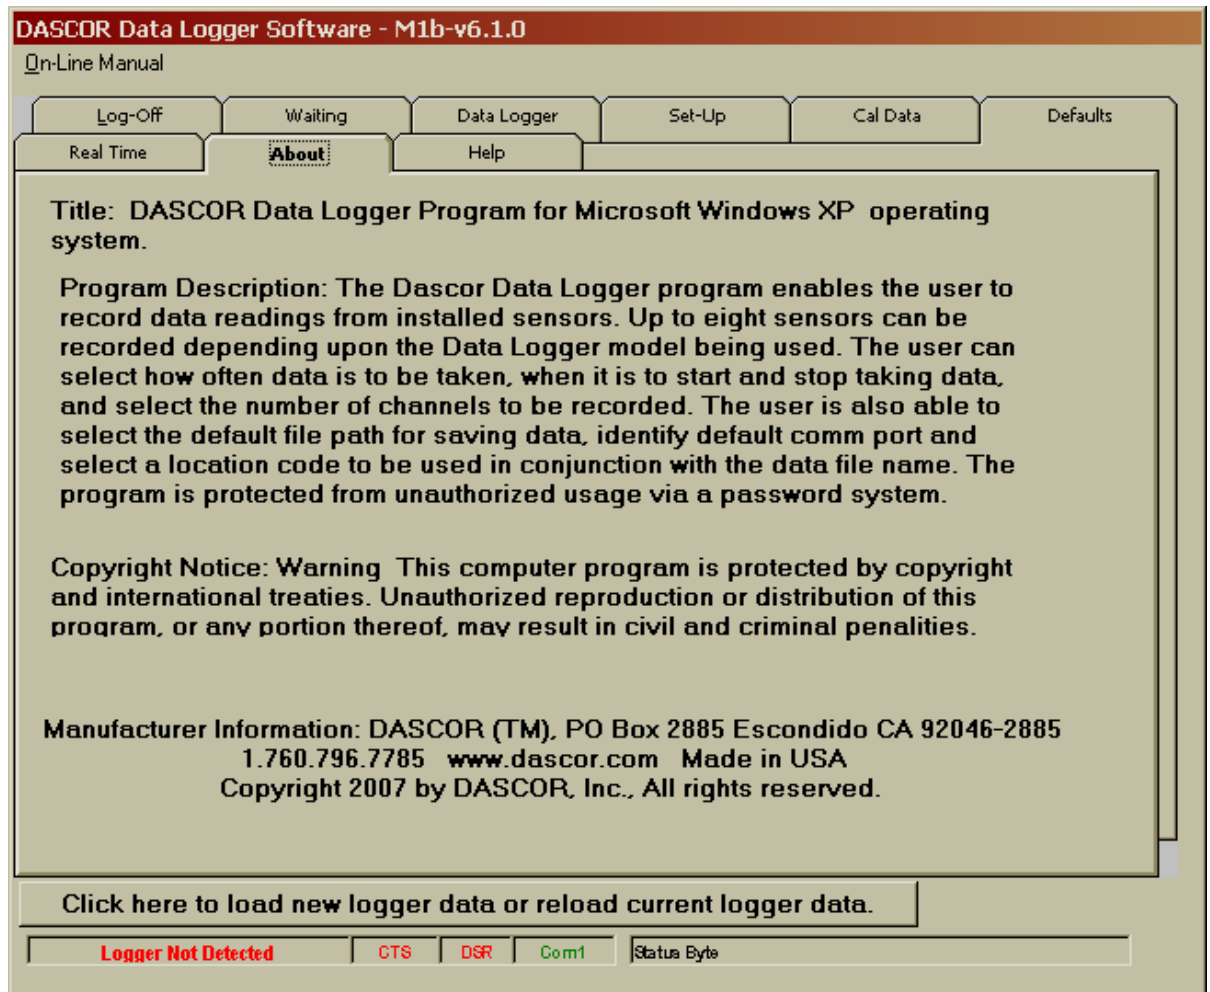 DASCOR Data Logger Software - M1b-v6.1.0
On-Line Manual
Log-Off Waiting Data Logger Set-Up Cal Data Defaults
Real Time About Help
Title: DASCOR Data Logger Program for Microsoft Windows XP operating
system.
Program Description: The Dascor Data Logger program enables the user to
record data readings from installed sensors. Up to eight sensors can be
recorded depending upon the Data Logger model being used. The user can
select how often data is to be taken, when it is to start and stop taking data,
and select the number of channels to be recorded. The user is also able to
select the default file path for saving data, identify default comm port and
select a location code to be used in conjunction with the data file name. The
program is protected from unauthorized usage via a password system.
Copyright Notice: Warning This computer program is protected by copyright
and international treaties. Unauthorized reproduction or distribution of this
program, or any portion thereof, may result in civil and criminal penalities.
Manufacturer Information: DASCOR (TM), PO Box 2885 Escondido CA 92046-2885
1.760.796.7785 www.dascor.com Made in USA
Copyright 2007 by DASCOR, Inc., All rights reserved.
Click here to load new logger data or reload current logger data.
Logger Not Detected CTS DSR Com1 Status Byte